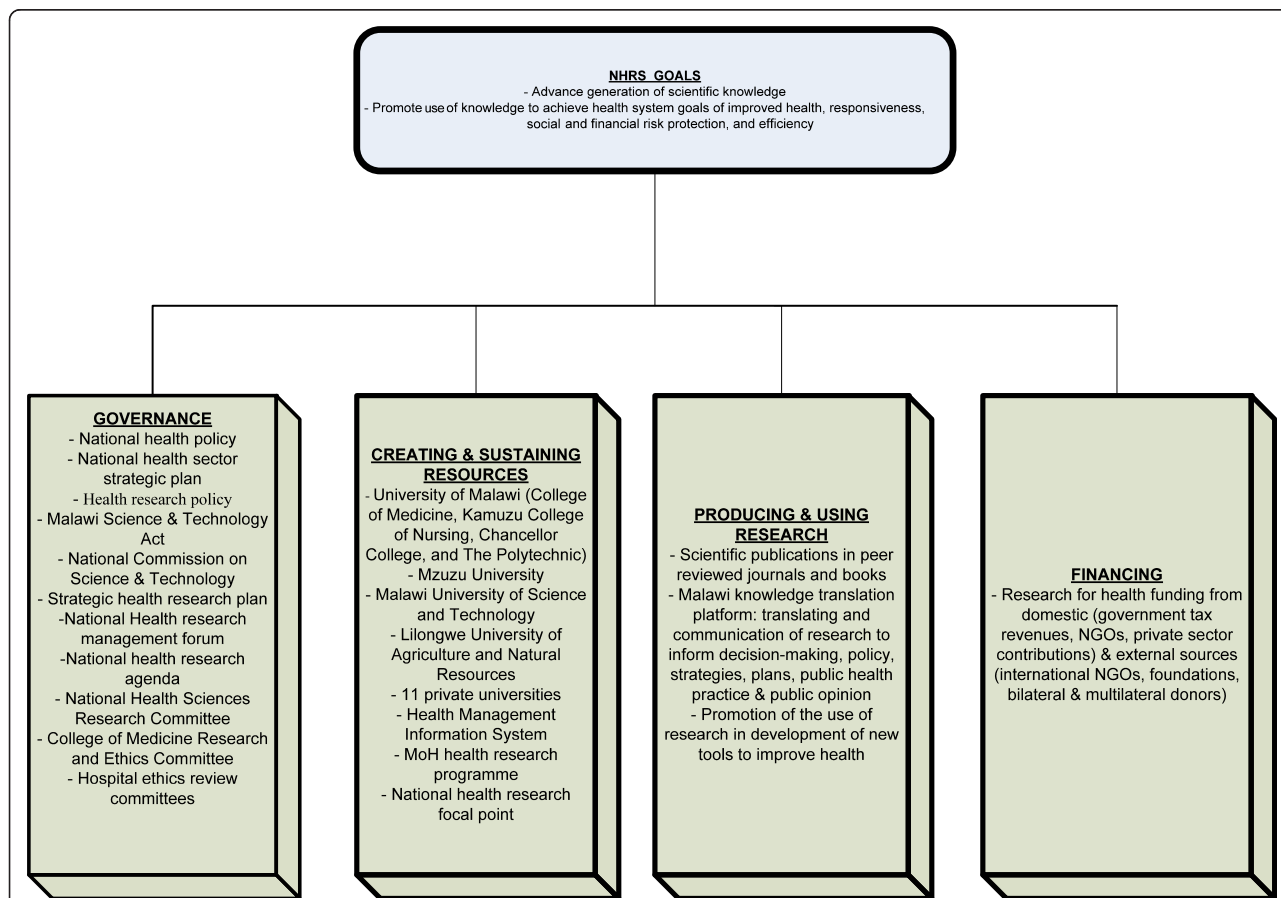 NHRS GOALS
- Advance generation of scientific knowledge
- Promote use of knowledge to achieve health system goals of improved health, responsiveness,
social and financial risk protection, and efficiency
GOVERNANCE
- National health policy
- National health sector
strategic plan
- Health research policy
- Malawi Science & Technology
Act
- National Commission on
Science & Technology
- Strategic health research plan
-National Health research
management forum
-National health research
agenda
- National Health Sciences
Research Committee
- College of Medicine Research
and Ethics Committee
- Hospital ethics review
committees
CREATING & SUSTAINING
RESOURCES
- University of Malawi (College
of Medicine, Kamuzu College
of Nursing, Chancellor
College, and The Polytechnic)
- Mzuzu University
- Malawi University of Science
and Technology
- Lilongwe University of
Agriculture and Natural
Resources
- 11 private universities
- Health Management
Information System
- MoH health research
programme
- National health research
focal point
PRODUCING & USING
RESEARCH
- Scientific publications in peer
reviewed journals and books
- Malawi knowledge translation
platform: translating and
communication of research to
inform decision-making, policy,
strategies, plans, public health
practice & public opinion
- Promotion of the use of
research in development of new
tools to improve health
FINANCING
- Research for health funding from
domestic (government tax
revenues, NGOs, private sector
contributions) & external sources
(international NGOs, foundations,
bilateral & multilateral donors)